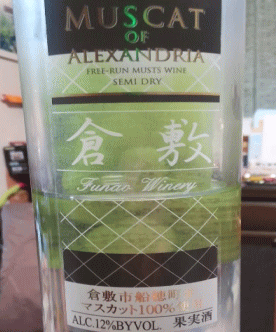 MUSCAT
OF
ALEXANDRIA
FREE-RUN MUSTS WINE
SEMI DRY
倉敷
Funao Winery
倉敷市船穂町
マスカット100%
ALC.12%BYVOL. 果実酒